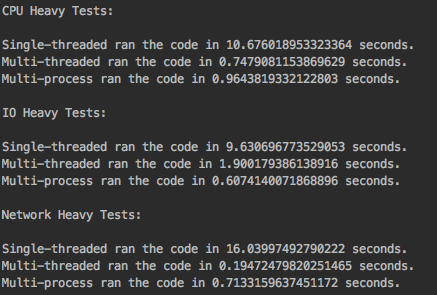 CPU Heavy Tests:
Single-threaded ran the code in 10.676018953323364 seconds.
Multi-threaded ran the code in 0.7479081153869629 seconds.
Multi-process ran the code in 0.9643819332122803 seconds.
IO Heavy Tests:
Single-threaded ran the code in 9.630696773529053 seconds.
Multi-threaded ran the code in 1.900179386138916 seconds.
Multi-process ran the code in 0.6074140071868896 seconds.
Network Heavy Tests:
Single-threaded ran the code in 16.03997492790222 seconds.
Multi-threaded ran the code in 0.19472479820251465 seconds.
Multi-process ran the code in 0.7133159637451172 seconds.